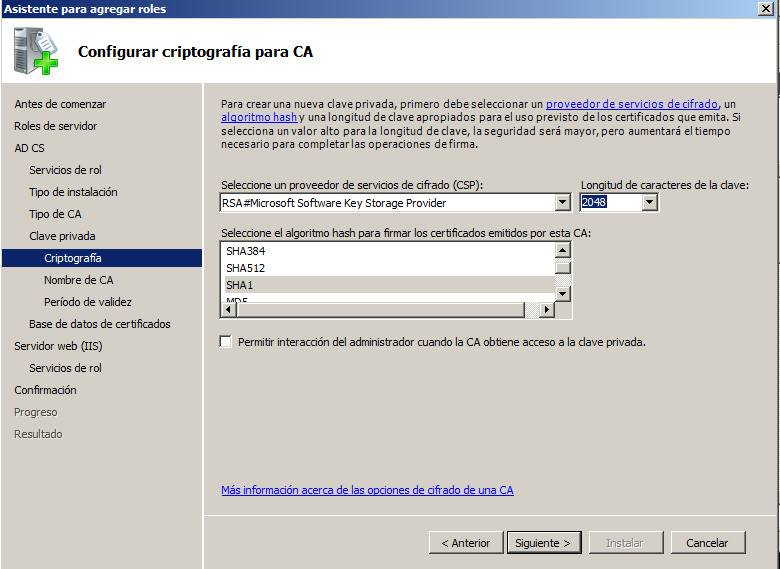 Asistente para agregar roles
Configurar criptografía para CA
Antes de comenzar
Roles de servidor
AD CS
Servicios de rol
Tipo de instalación
Tipo de CA
Clave privada
Criptografía
Nombre de CA
Período de validez
Base de datos de certificados
Servidor web (IIS)
Servicios de rol
Confirmación
Progreso
Resultado
Para crear una nueva clave privada, primero debe seleccionar un proveedor de servicios de cifrado, un
algoritmo hash y una longitud de clave apropiados para el uso previsto de los certificados que emita. Si
selecciona un valor alto para la longitud de clave, la seguridad será mayor, pero aumentará el tiempo
necesario para completar las operaciones de firma.
Seleccione un proveedor de servicios de cifrado (CSP):
Longitud de caracteres de la clave:
RSA#Microsoft Software Key Storage Provider
2048
Seleccione el algoritmo hash para firmar los certificados emitidos por esta CA:
SHA384
SHA512
SHA1
MD5
Permitir interacción del administrador cuando la CA obtiene acceso a la clave privada.
Más información acerca de las opciones de cifrado de una CA
< Anterior
Siguiente >
Instalar
Cancelar